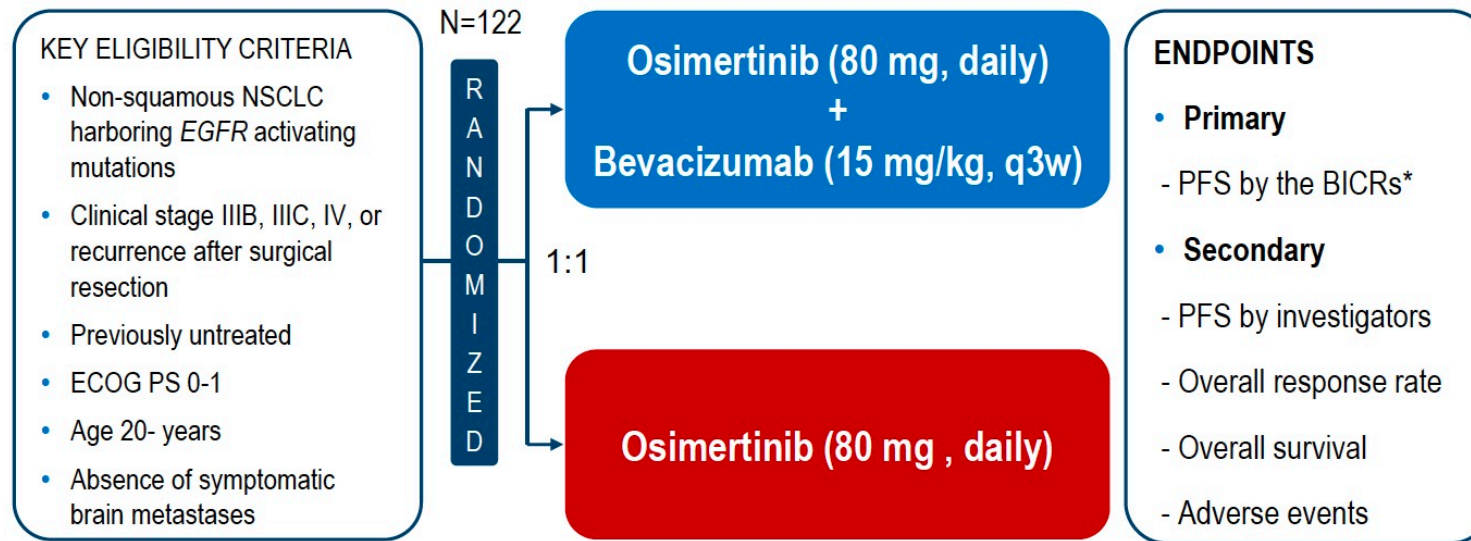 KEY ELIGIBILITY CRITERIA
• Non-squamous NSCLC
harboring EGFR activating
mutations
• Clinical stage IIIB, IIIC, IV, or
recurrence after surgical
resection
• Previously untreated
• ECOG PS 0-1
• Age 20- years
• Absence of symptomatic
brain metastases
N=122
RANDOMIZED
1:1
Osimertinib (80 mg, daily)
+
Bevacizumab (15 mg/kg, q3w)
Osimertinib (80 mg , daily)
ENDPOINTS
• Primary
- PFS by the BICRs*
• Secondary
- PFS by investigators
- Overall response rate
- Overall survival
- Adverse events